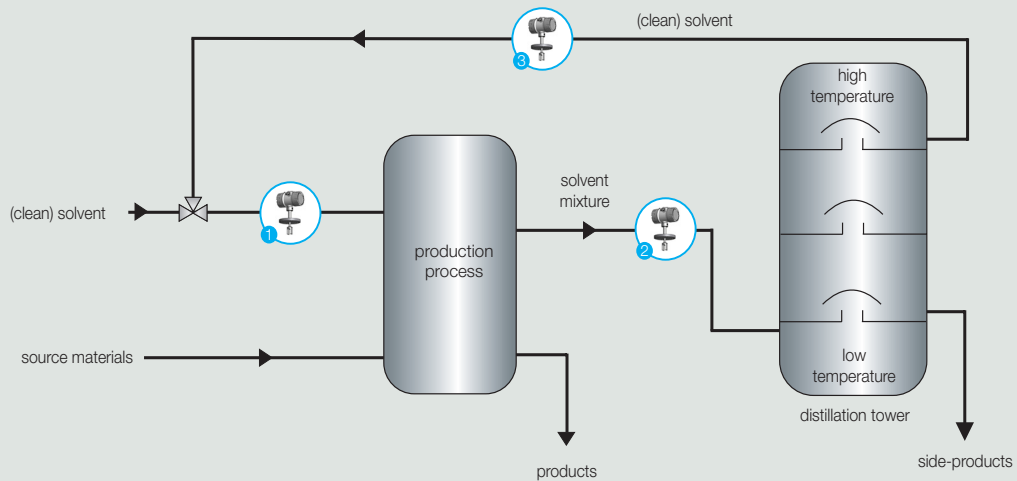 (clean) solvent
3
high
temperature
(clean) solvent
1
solvent
mixture
2
production
process
source materials
low
temperature
distillation tower
products
side-products